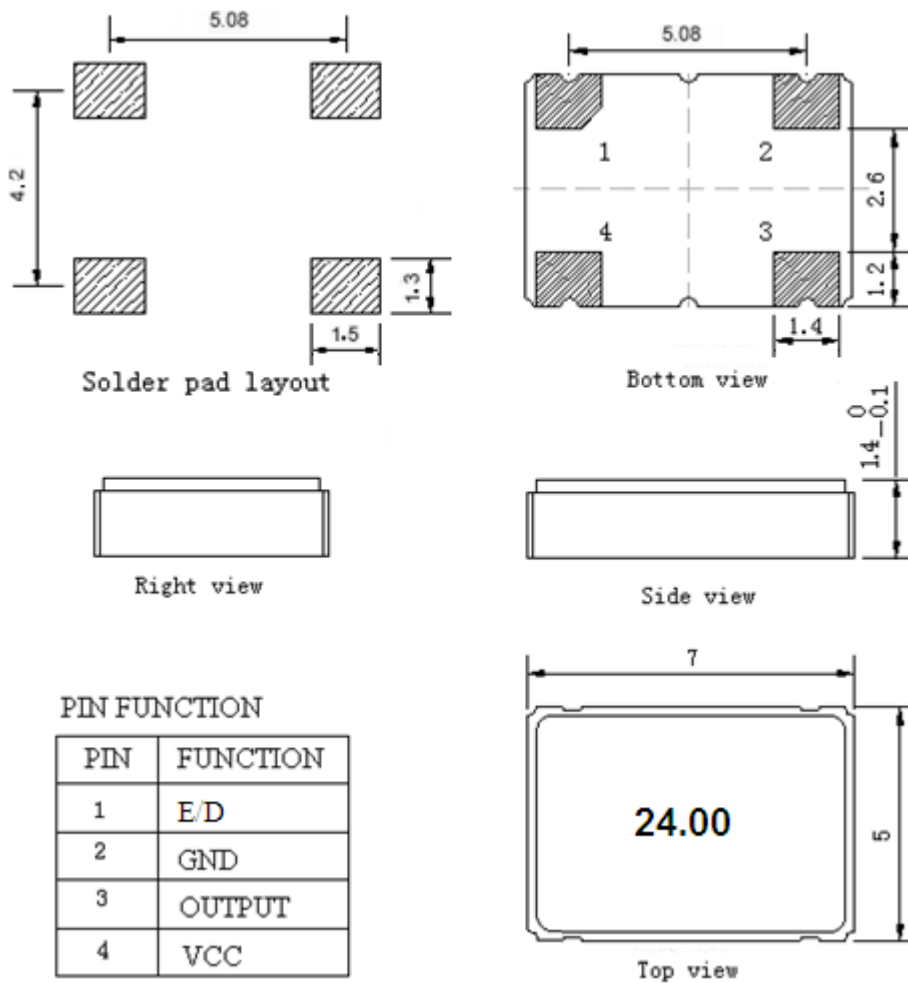 5.08
4.2
1.3
1.5
Solder pad layout
5.08
1
2
4
3
2.6
1.2
1.4
Bottom view
Right view
1.4 0 -0.1
Side view
PIN FUNCTION
PIN FUNCTION
1 E/D
2 GND
3 OUTPUT
4 VCC
7
24.00
5
Top view